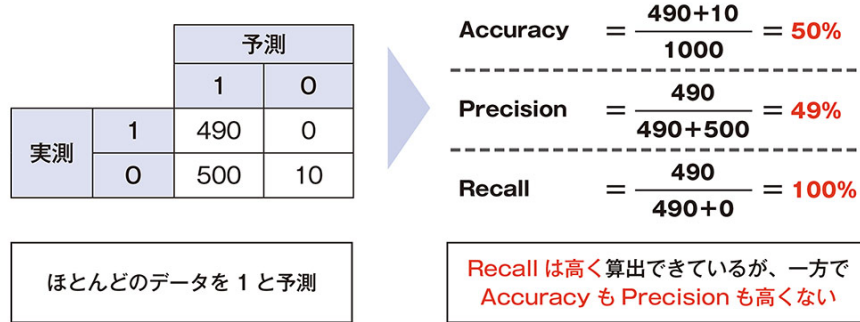 予測
1 0
実測 1 490 0
0 500 10
ほとんどのデータを 1 と予測
Accuracy = 490+10 / 1000 = 50%
Precision = 490 / 490+500 = 49%
Recall = 490 / 490+0 = 100%
Recall は高く算出できているが、一方で
Accuracy も Precision も高くない